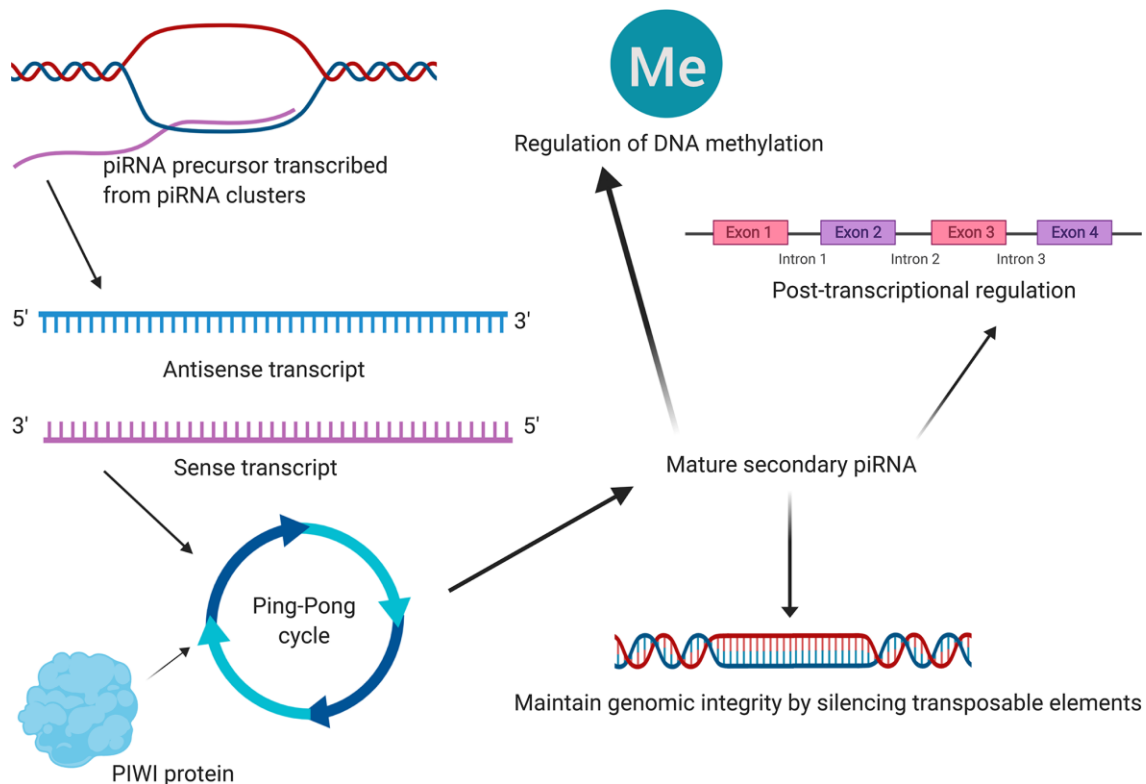 piRNA precursor transcribed
from piRNA clusters
5'
3'
Antisense transcript
3'
5'
Sense transcript
Ping-Pong
cycle
PIWI protein
Me
Regulation of DNA methylation
Exon 1
Exon 2
Exon 3
Exon 4
Intron 1
Intron 2
Intron 3
Post-transcriptional regulation
Mature secondary piRNA
Maintain genomic integrity by silencing transposable elements